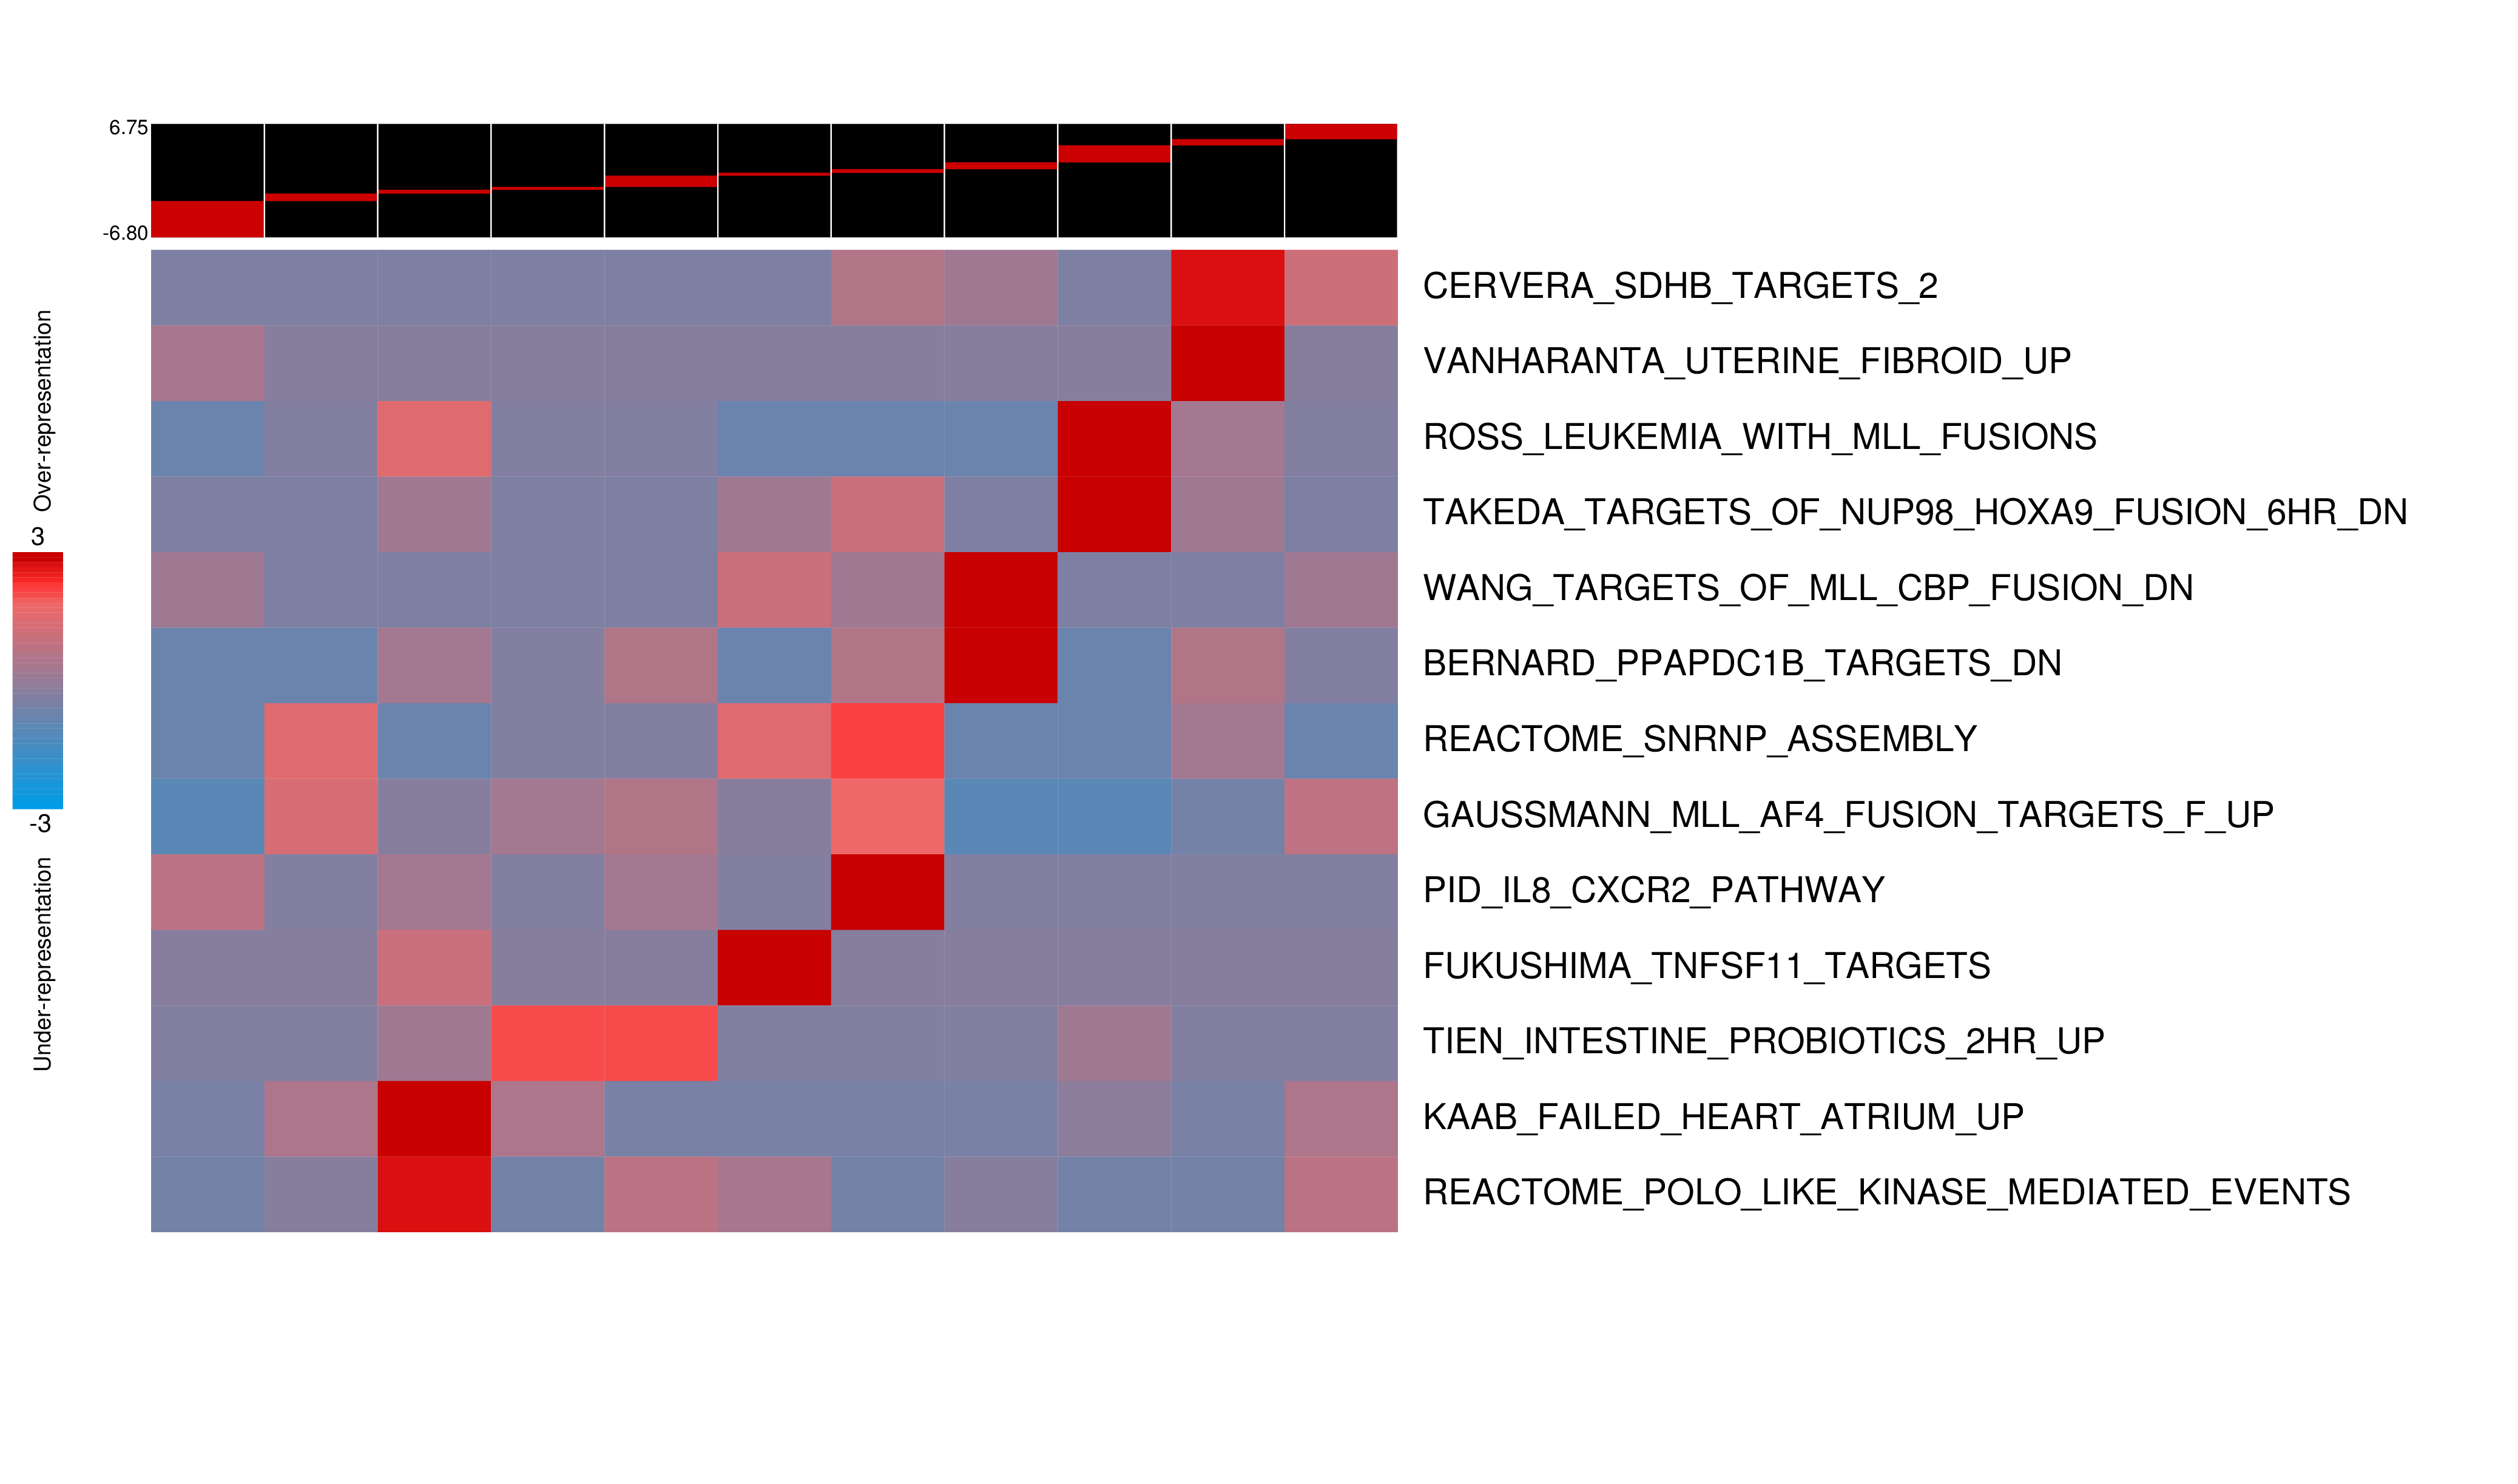 6.75
-6.80
Over-representation
3
-3
Under-representation
CERVERA_SDHB_TARGETS_2
VANHARANTA_UTERINE_FIBROID_UP
ROSS_LEUKEMIA_WITH_MLL_FUSIONS
TAKEDA_TARGETS_OF_NUP98_HOXA9_FUSION_6HR_DN
WANG_TARGETS_OF_MLL_CBP_FUSION_DN
BERNARD_PPAPDC1B_TARGETS_DN
REACTOME_SNRNP_ASSEMBLY
GAUSSMANN_MLL_AF4_FUSION_TARGETS_F_UP
PID_IL8_CXCR2_PATHWAY
FUKUSHIMA_TNFSF11_TARGETS
TIEN_INTESTINE_PROBIOTICS_2HR_UP
KAAB_FAILED_HEART_ATRIUM_UP
REACTOME_POLO_LIKE_KINASE_MEDIATED_EVENTS